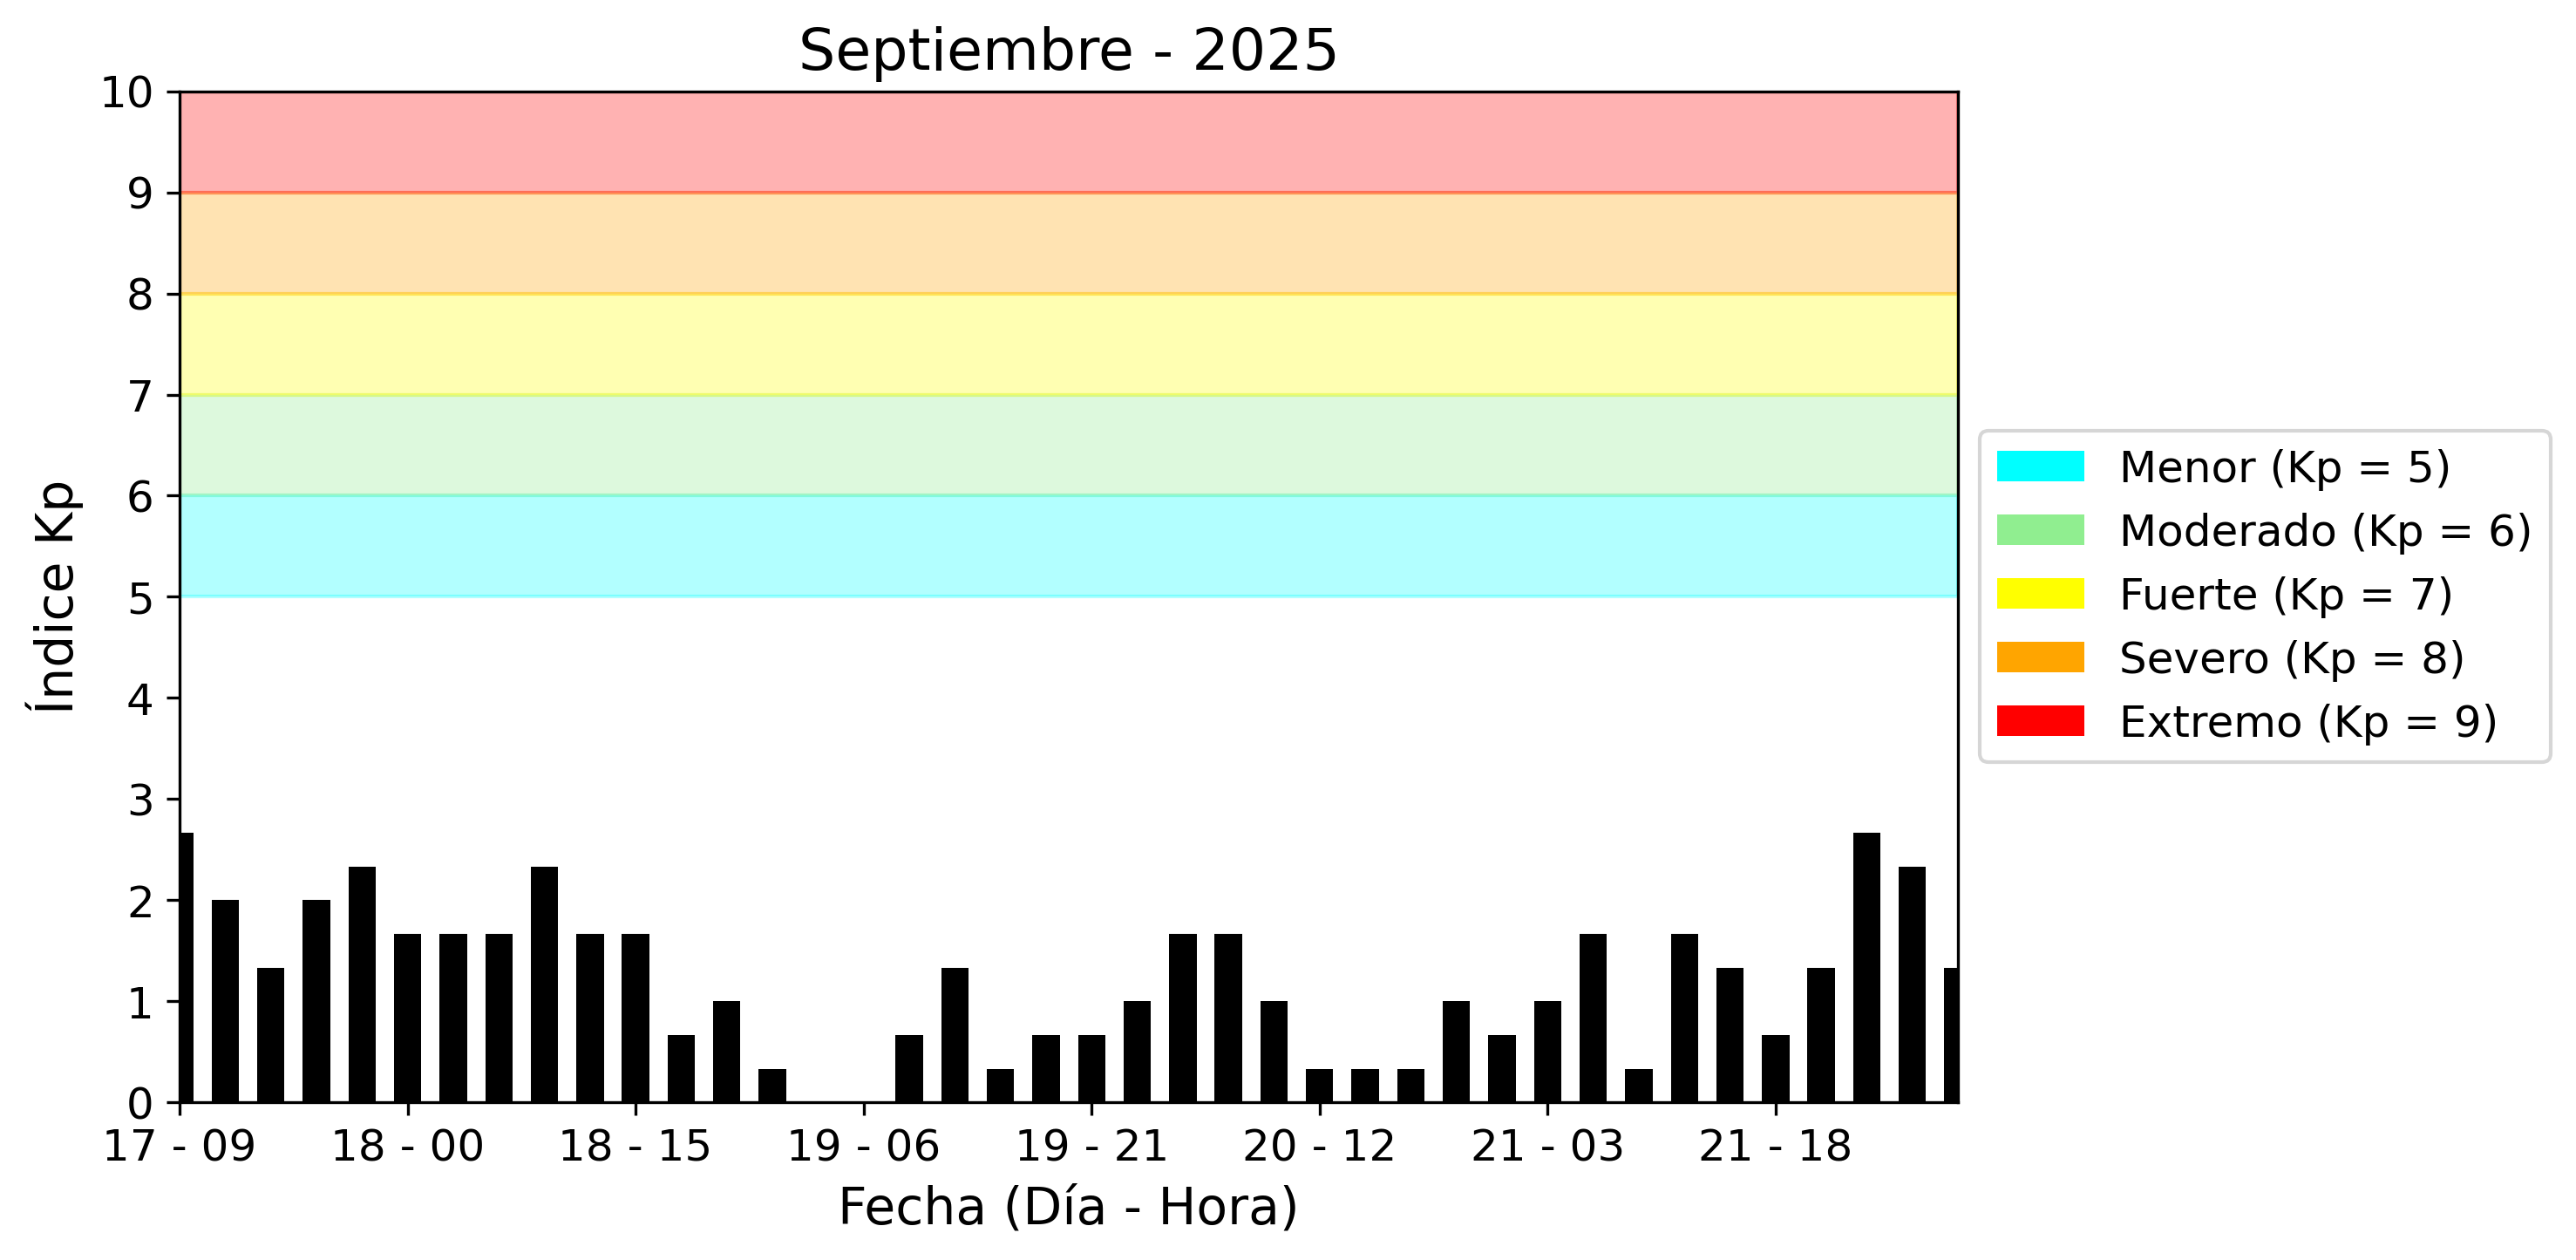 Septiembre - 2025
10
9
8
7
6
5
4
3
2
1
0
Índice Kp
17 - 09
18 - 00
18 - 15
19 - 06
19 - 21
20 - 12
21 - 03
21 - 18
Fecha (Día - Hora)
Menor (Kp = 5)
Moderado (Kp = 6)
Fuerte (Kp = 7)
Severo (Kp = 8)
Extremo (Kp = 9)